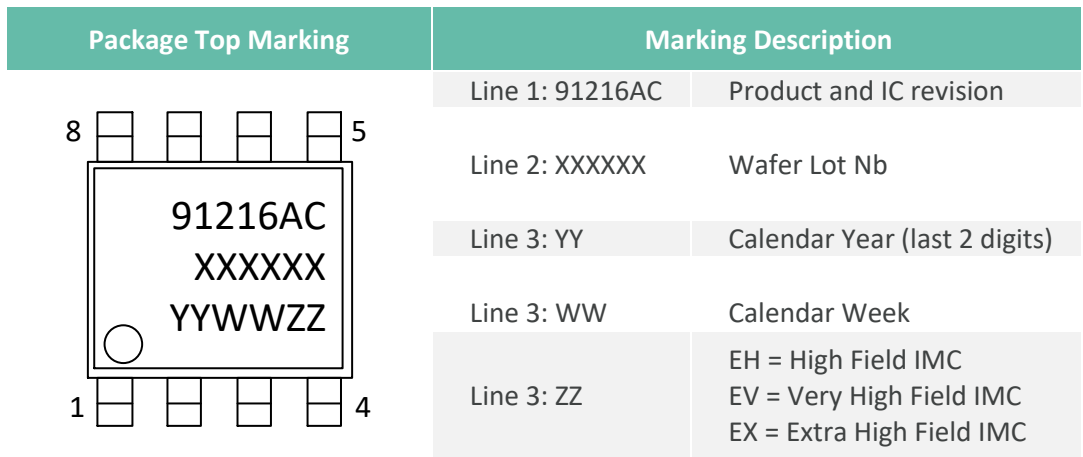 Package Top Marking
Marking Description
8
5
91216AC
XXXXXX
YYWWZZ
1
4
Line 1: 91216AC Product and IC revision
Line 2: XXXXXX Wafer Lot Nb
Line 3: YY Calendar Year (last 2 digits)
Line 3: WW Calendar Week
Line 3: ZZ
EH = High Field IMC
EV = Very High Field IMC
EX = Extra High Field IMC